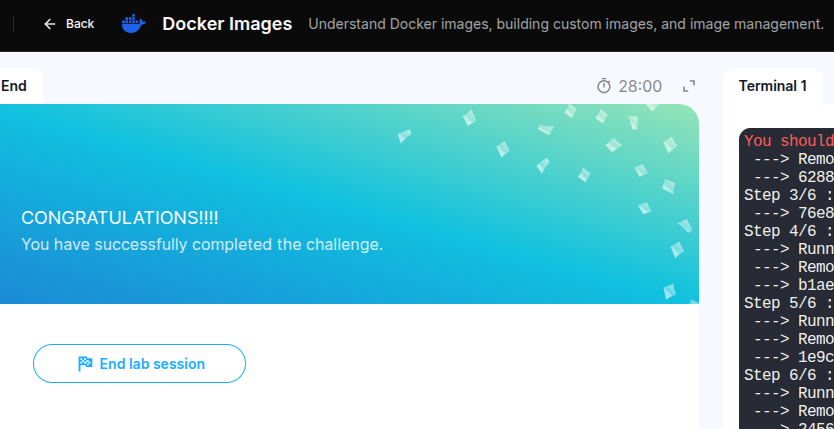 Back
Docker Images
Understand Docker images, building custom images, and image management.
End
28:00
CONGRATULATIONS!!!!
You have successfully completed the challenge.
End lab session
Terminal 1
You should
---> Remo
---> 6288
Step 3/6 :
---> 76e8
Step 4/6 :
---> Runn
---> Remo
---> b1ae
Step 5/6 :
---> Runn
---> Remo
---> 1e9c
Step 6/6 :
---> Runn
---> Remo
---> 2456